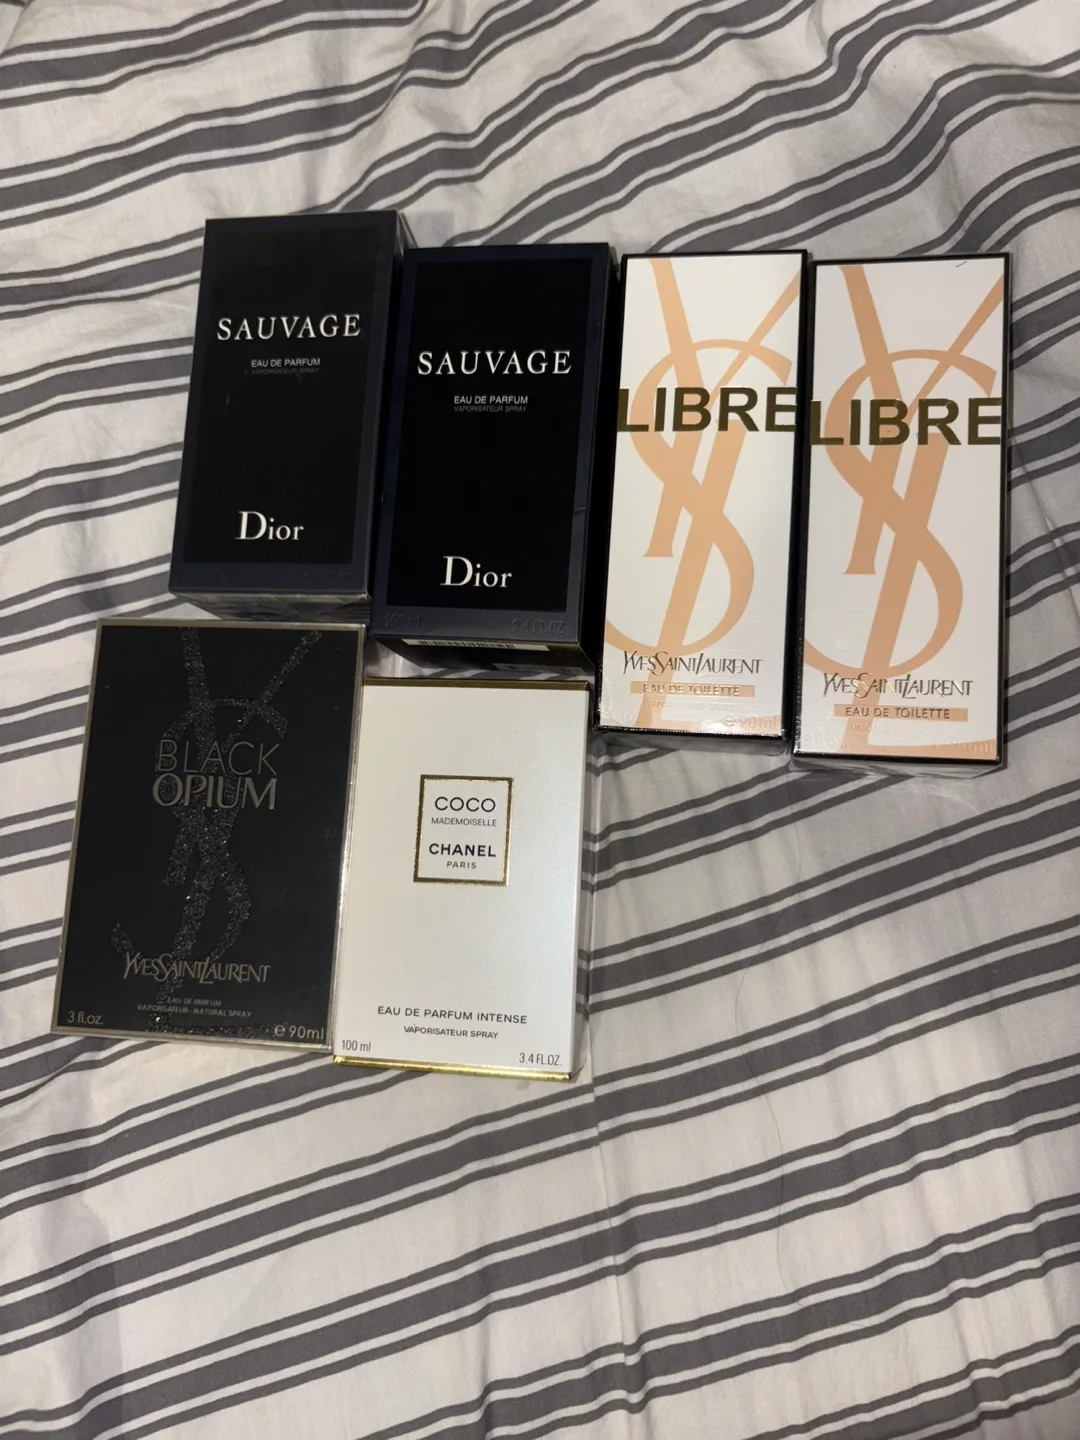 SAUVAGE
EAU DE PARFUM
VAPORISATEUR SPRAY
Dior
SAUVAGE
EAU DE PARFUM
VAPORISATEUR SPRAY
Dior
100 ml
3.4 FL.OZ
LIBRE
YVESSAINTLAURENT
EAU DE TOILETTE
e 90ml
LIBRE
YVESSAINTLAURENT
EAU DE TOILETTE
BLACK
OPIUM
YVESSAINTLAURENT
EAU DE PARFUM
VAPORISATEUR - NATURAL SPRAY
3 fl.oz.
e 90ml
COCO
MADEMOISELLE
CHANEL
PARIS
EAU DE PARFUM INTENSE
VAPORISATEUR SPRAY
100 ml
3.4 FL.OZ.